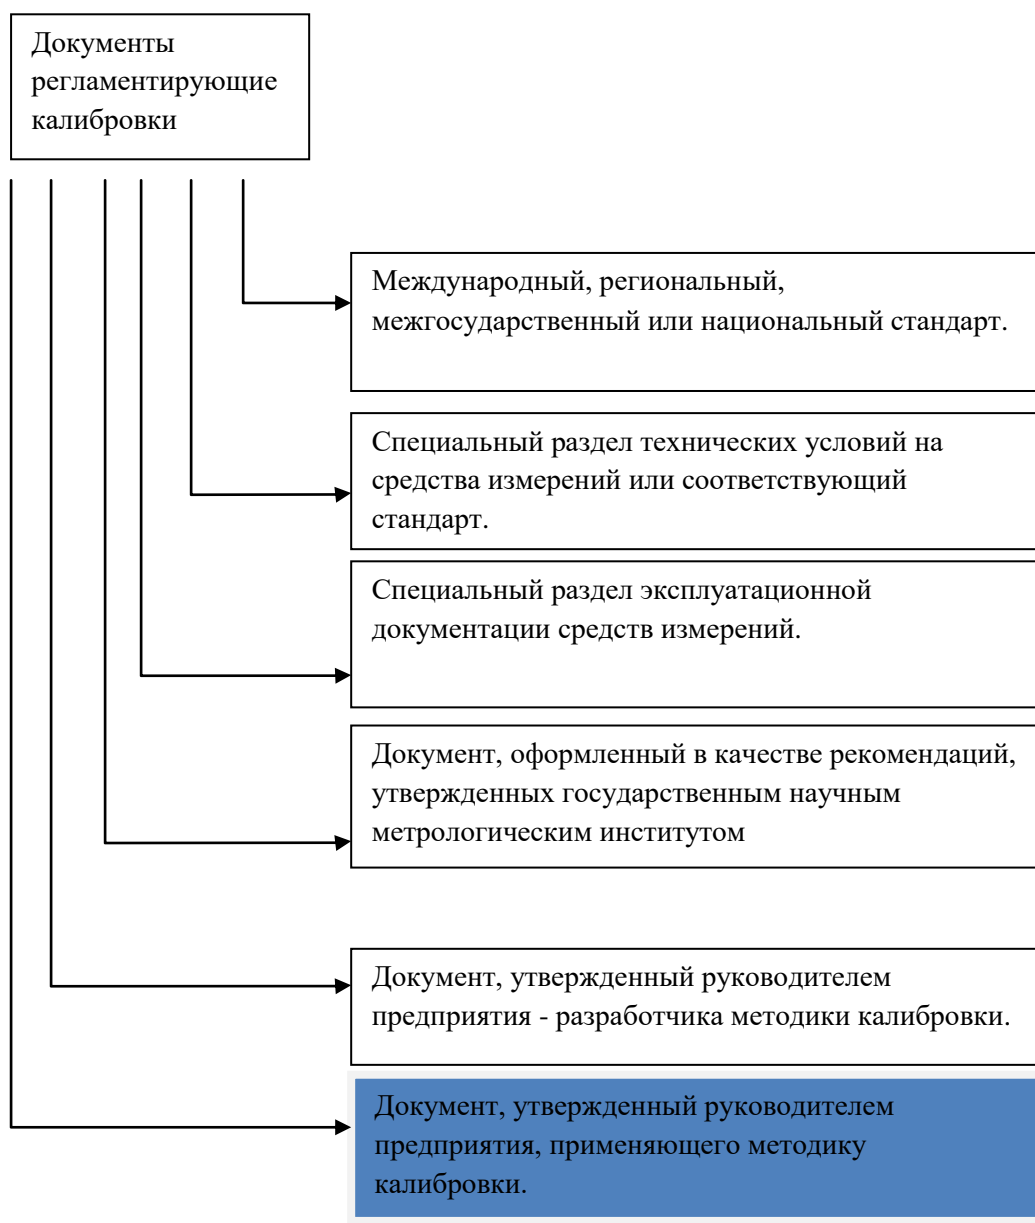 Документы
регламентирующие
калибровки
Международный, региональный,
межгосударственный или национальный стандарт.
Специальный раздел технических условий на
средства измерений или соответствующий
стандарт.
Специальный раздел эксплуатационной
документации средств измерений.
Документ, оформленный в качестве рекомендаций,
утвержденных государственным научным
метрологическим институтом
Документ, утвержденный руководителем
предприятия - разработчика методики калибровки.
Документ, утвержденный руководителем
предприятия, применяющего методику
калибровки.